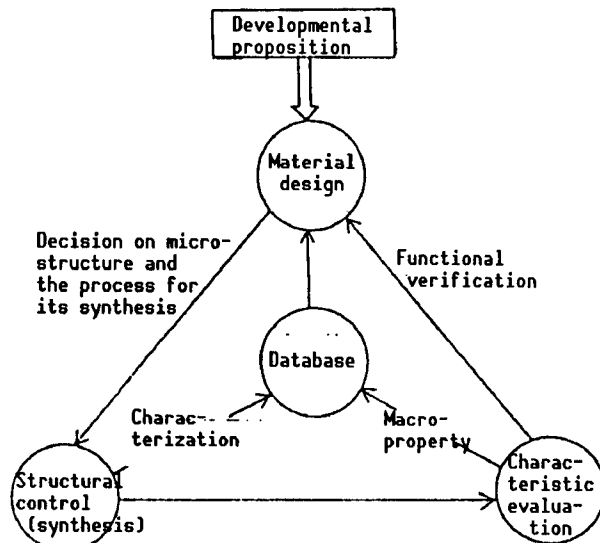 Developmental
proposition
Material
design
Decision on micro-
structure and
the process for
its synthesis
Functional
verification
Database
Charac-
terization
Macro-
property
Structural
control
(synthesis)
Charac-
teristic
evalua-
tion